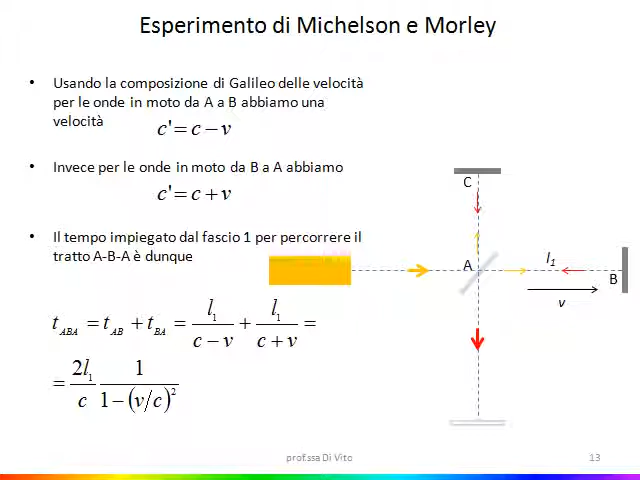 Esperimento di Michelson e Morley
• Usando la composizione di Galileo delle velocità
per le onde in moto da A a B abbiamo una
velocità
c'= c − v
• Invece per le onde in moto da B a A abbiamo
c'= c + v
• Il tempo impiegato dal fascio 1 per percorrere il
tratto A-B-A è dunque
t_ABA = t_AB + t_BA = l_1/(c − v) + l_1/(c + v) =
= 2l_1/c 1/(1−(v/c)^2)
C
A
l_1
B
v
prof.ssa Di Vito
13